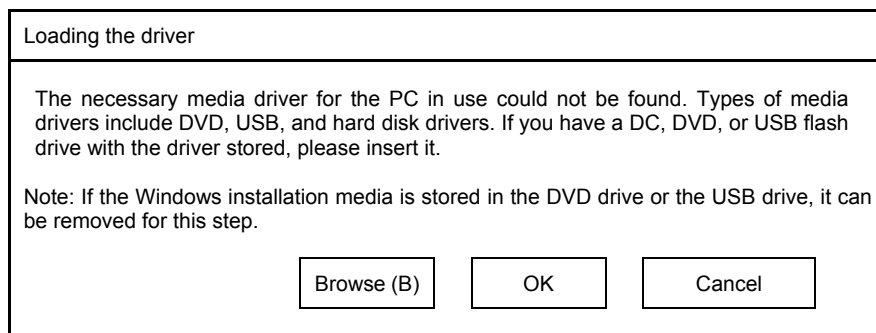 Loading the driver
The necessary media driver for the PC in use could not be found. Types of media
drivers include DVD, USB, and hard disk drivers. If you have a DC, DVD, or USB flash
drive with the driver stored, please insert it.
Note: If the Windows installation media is stored in the DVD drive or the USB drive, it can
be removed for this step.
Browse (B)
OK
Cancel